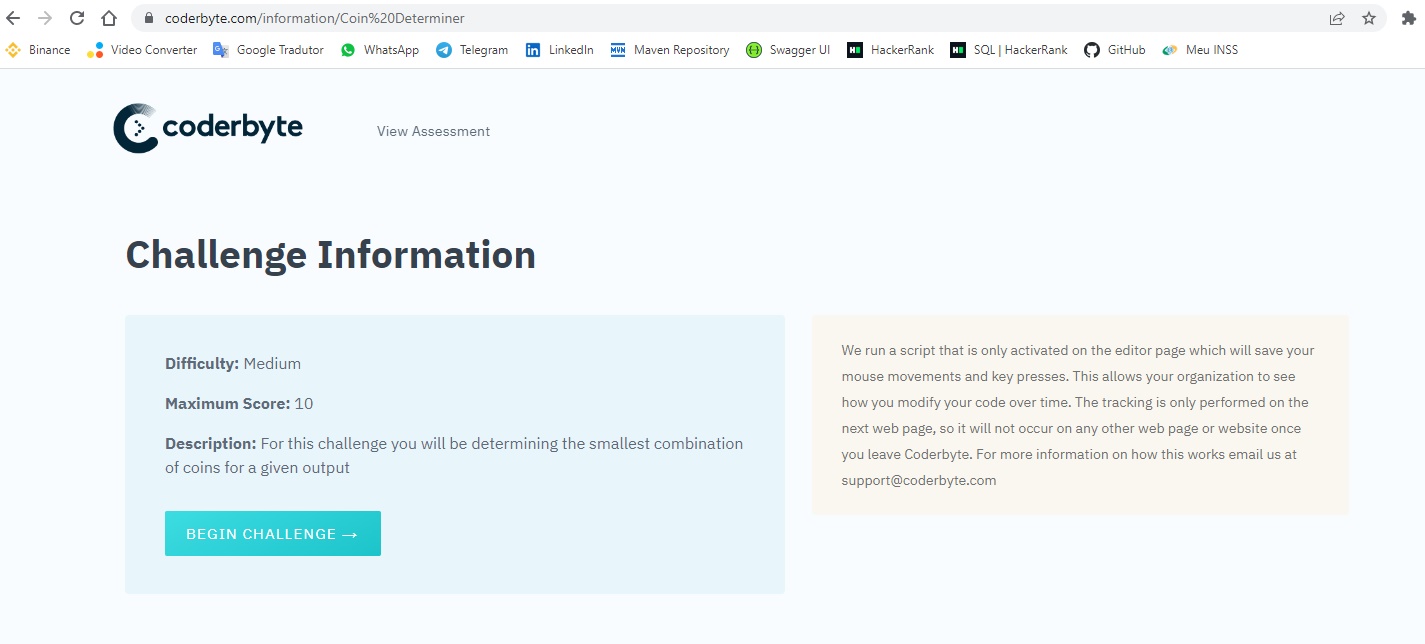 coderbyte.com/information/Coin%20Determiner
Binance Video Converter Google Tradutor WhatsApp Telegram LinkedIn MVN Maven Repository Swagger UI HackerRank SQL | HackerRank GitHub Meu INSS
coderbyte
View Assessment
Challenge Information
Difficulty: Medium
Maximum Score: 10
Description: For this challenge you will be determining the smallest combination
of coins for a given output
BEGIN CHALLENGE →
We run a script that is only activated on the editor page which will save your
mouse movements and key presses. This allows your organization to see
how you modify your code over time. The tracking is only performed on the
next web page, so it will not occur on any other web page or website once
you leave Coderbyte. For more information on how this works email us at
support@coderbyte.com